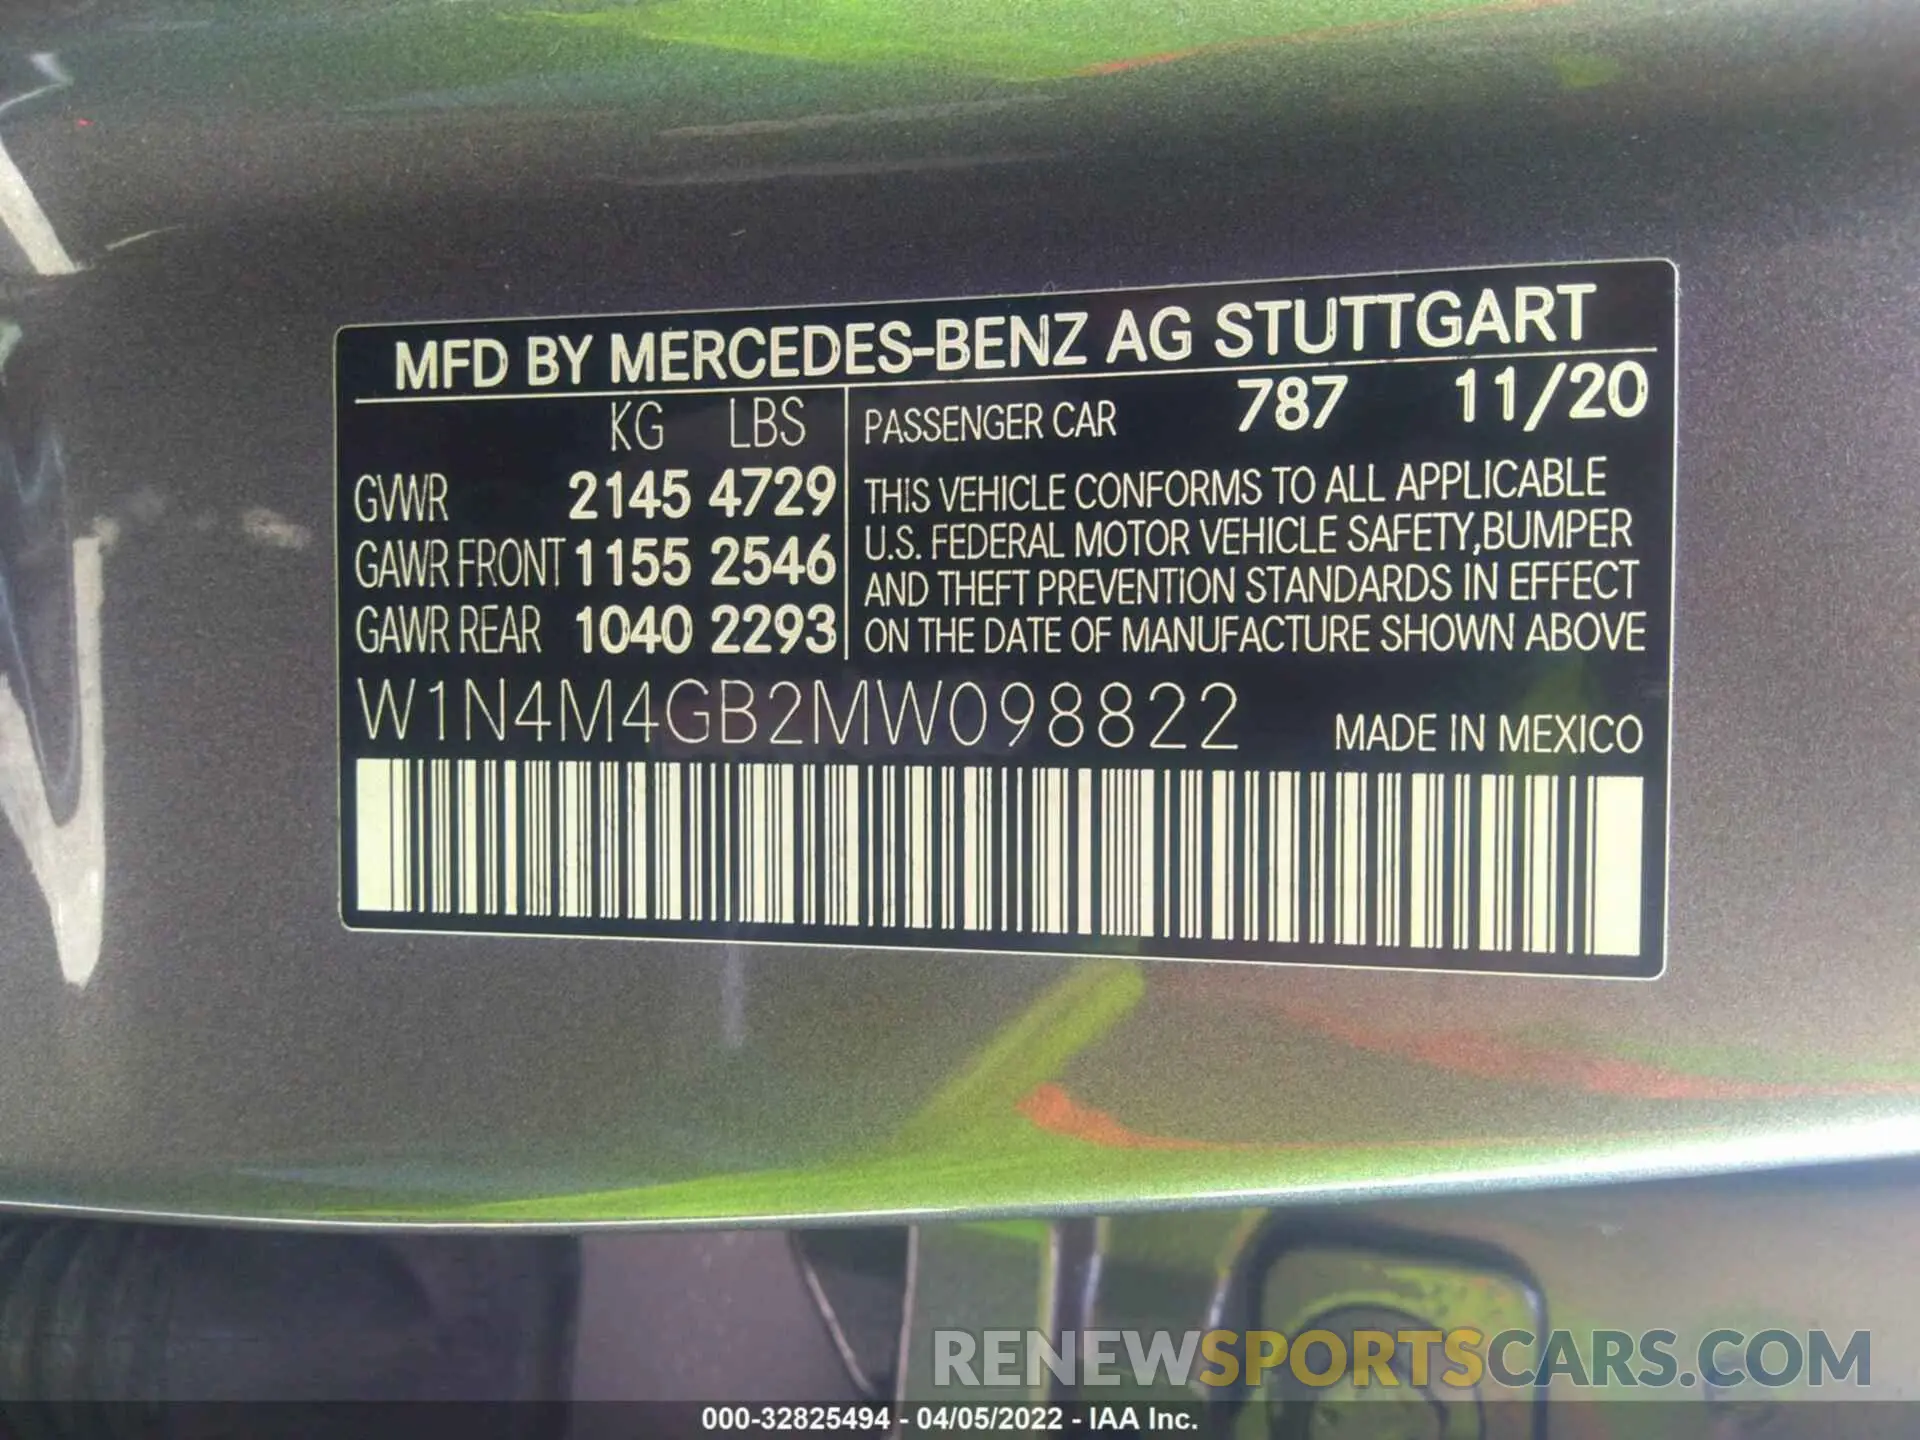 MFD BY MERCEDES-BENZ AG STUTTGART
KG LBS
GVWR 2145 4729
GAWR FRONT 1155 2546
GAWR REAR 1040 2293
PASSENGER CAR 787 11/20
THIS VEHICLE CONFORMS TO ALL APPLICABLE
U.S. FEDERAL MOTOR VEHICLE SAFETY,BUMPER
AND THEFT PREVENTION STANDARDS IN EFFECT
ON THE DATE OF MANUFACTURE SHOWN ABOVE
W1N4M4GB2MW098822
MADE IN MEXICO
RENEWSPORTSCARS.COM
000-32825494 - 04/05/2022 - IAA Inc.